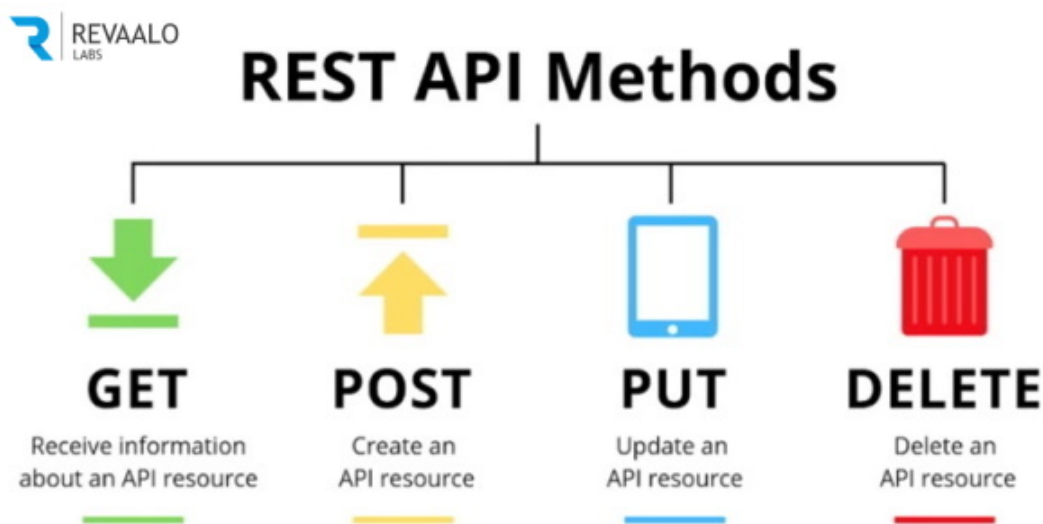 REVAALO
LABS
REST API Methods
GET
Receive information
about an API resource
POST
Create an
API resource
PUT
Update an
API resource
DELETE
Delete an
API resource